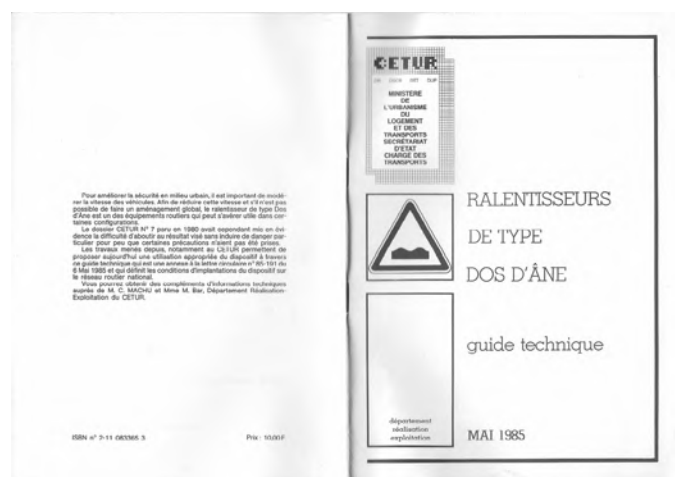 Pour améliorer la sécurité en milieu urbain, il est important de modé-
rer la vitesse des véhicules. Afin de réduire cette vitesse et s'il n'est pas
possible de faire un aménagement global, le ralentisseur de type Dos
d'Âne est un des équipements routiers qui peut s'avérer utile dans cer-
taines configurations.
Le dossier CETUR N° 7 paru en 1980 avait cependant mis en évi-
dence la difficulté d'aboutir au résultat visé sans induire de danger par-
ticulier pour peu que certaines précautions n'aient pas été prises.
Les travaux menés depuis, notamment au CETUR permettent de
proposer aujourd'hui une utilisation appropriée du dispositif à travers
ce guide technique qui est une annexe à la lettre circulaire n° 85-191 du
6 Mai 1985 et qui définit les conditions d'implantations du dispositif sur
le réseau routier national.
Vous pourrez obtenir des compléments d'informations techniques
auprès de M. C. MACHU et Mme M. Bar, Département Réalisation-
Exploitation du CETUR.
ISBN n° 2-11 083365 3
Prix : 10,00 F
CETUR
MINISTERE
DE
L'URBANISME
DU
LOGEMENT
ET DES
TRANSPORTS
SECRÉTARIAT
D'ETAT
CHARGÉ DES
TRANSPORTS
RALENTISSEURS
DE TYPE
DOS D'ÂNE
guide technique
département
réalisation
exploitation
MAI 1985